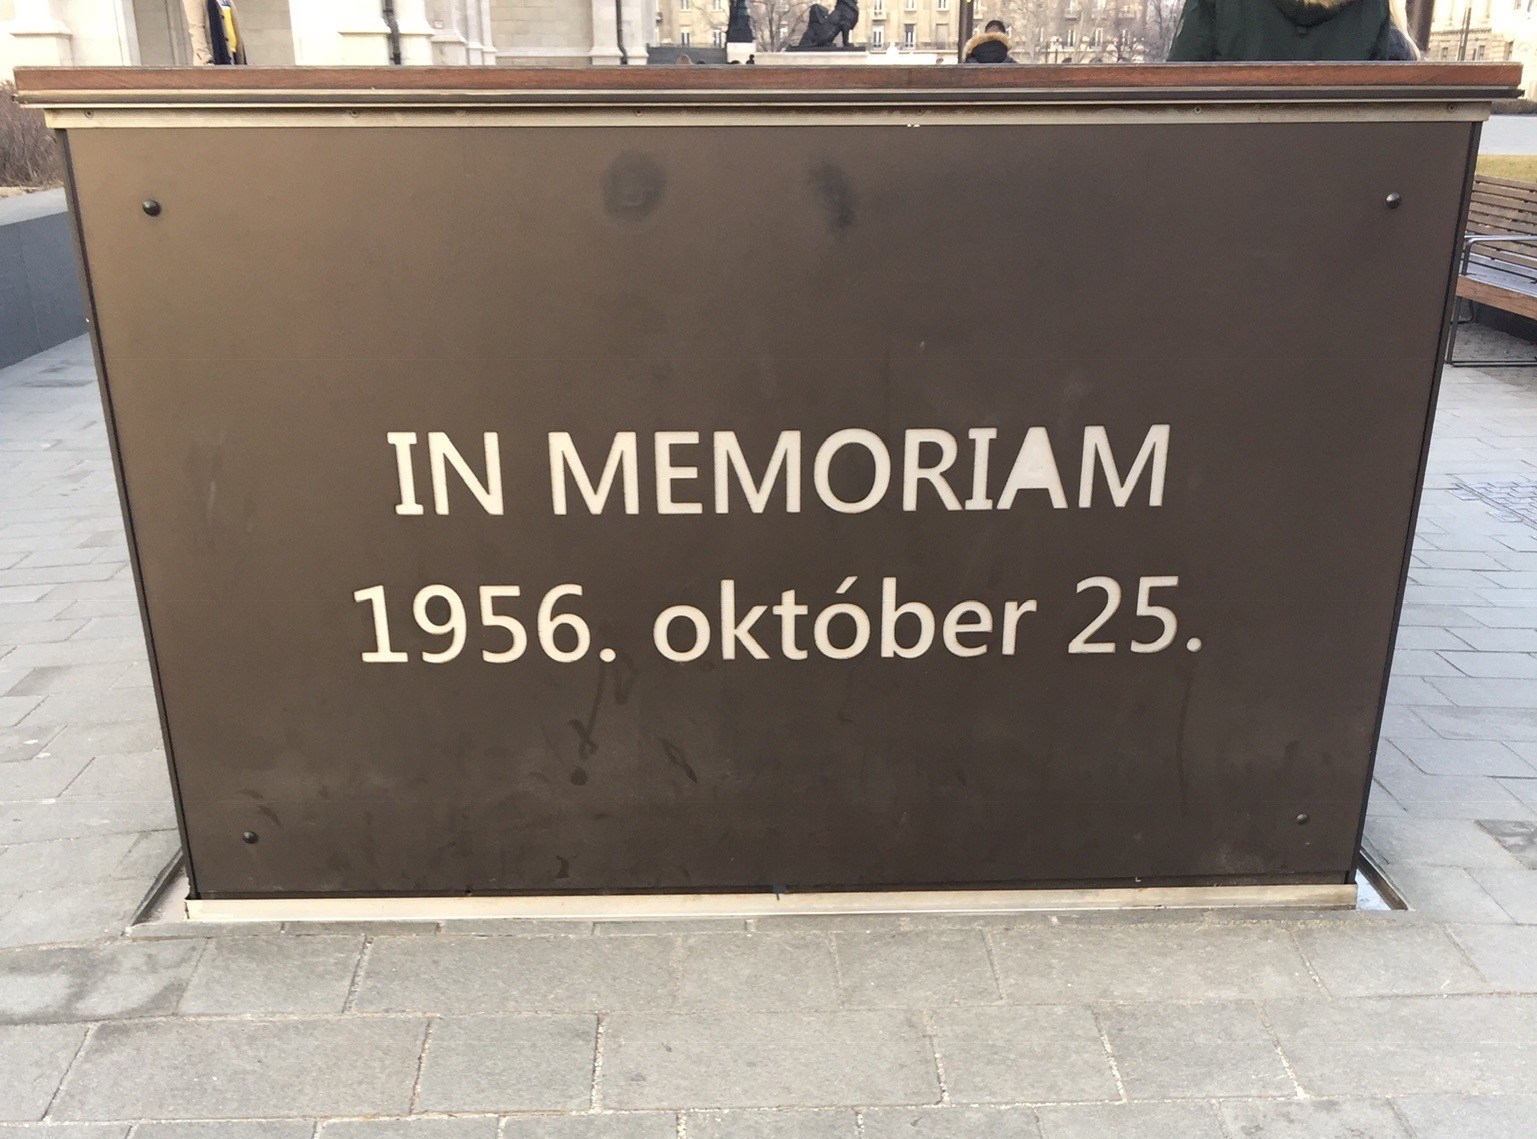 IN MEMORIAM
1956. október 25.